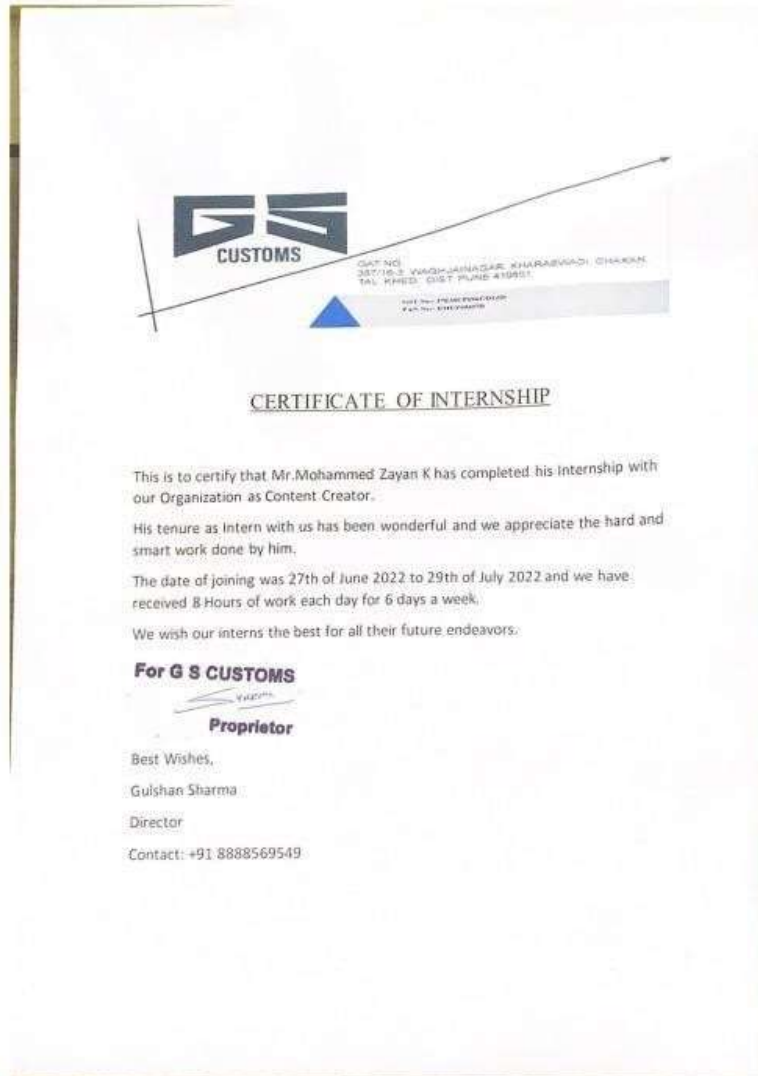 GS
CUSTOMS
GAT NO
TAL KHED, DIST PUNE
CERTIFICATE OF INTERNSHIP
This is to certify that Mr.Mohammed Zayan K has completed his Internship with
our Organization as Content Creator.
His tenure as Intern with us has been wonderful and we appreciate the hard and
smart work done by him.
The date of joining was 27th of June 2022 to 29th of July 2022 and we have
received 8 Hours of work each day for 6 days a week.
We wish our interns the best for all their future endeavors.
For G S CUSTOMS
Proprietor
Best Wishes,
Gulshan Sharma
Director
Contact: +91 8888569549